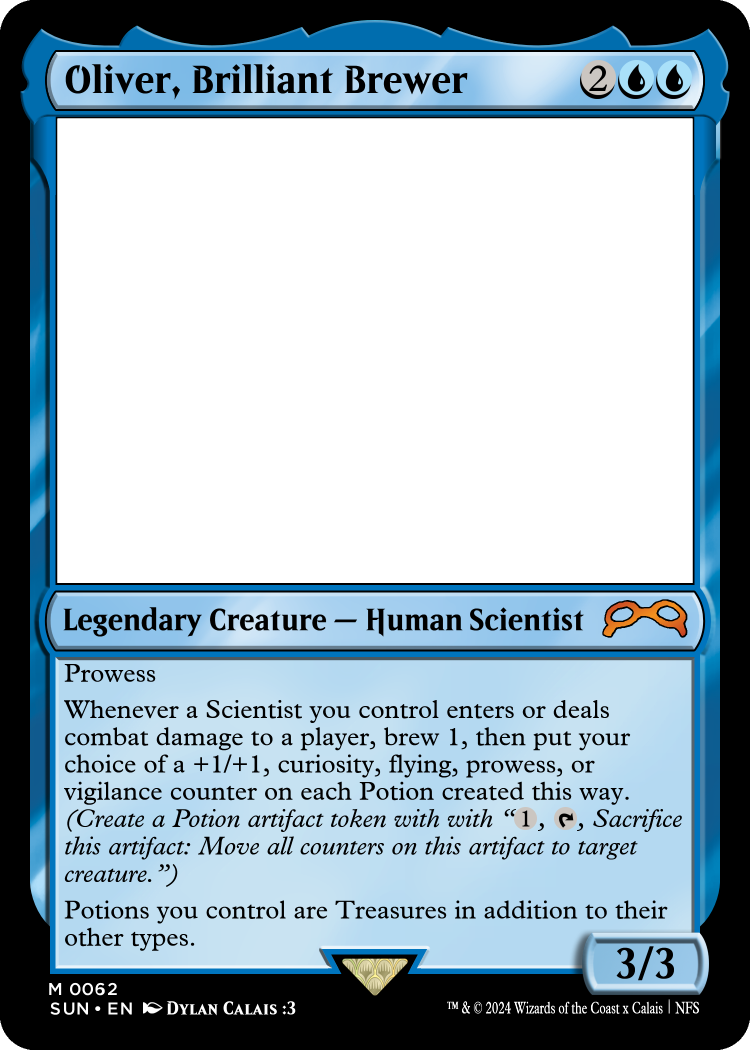 Oliver, Brilliant Brewer 2
Legendary Creature — Human Scientist
Prowess
Whenever a Scientist you control enters or deals
combat damage to a player, brew 1, then put your
choice of a +1/+1, curiosity, flying, prowess, or
vigilance counter on each Potion created this way.
(Create a Potion artifact token with with “1, , Sacrifice
this artifact: Move all counters on this artifact to target
creature.”)
Potions you control are Treasures in addition to their
other types.
3/3
M 0062
SUN • EN DYLAN CALAIS :3
™ & © 2024 Wizards of the Coast x Calais | NFS